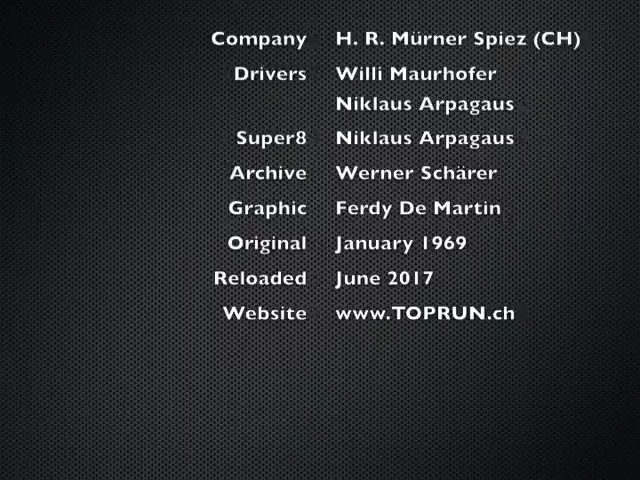 Company H. R. Mürner Spiez (CH)
Drivers Willi Maurhofer
Niklaus Arpagaus
Super8 Niklaus Arpagaus
Archive Werner Schärer
Graphic Ferdy De Martin
Original January 1969
Reloaded June 2017
Website www.TOPRUN.ch